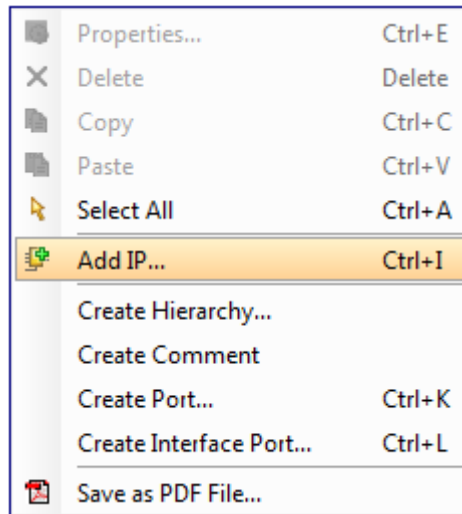 Properties... Ctrl+E
Delete Delete
Copy Ctrl+C
Paste Ctrl+V
Select All Ctrl+A
Add IP... Ctrl+I
Create Hierarchy...
Create Comment
Create Port... Ctrl+K
Create Interface Port... Ctrl+L
Save as PDF File...